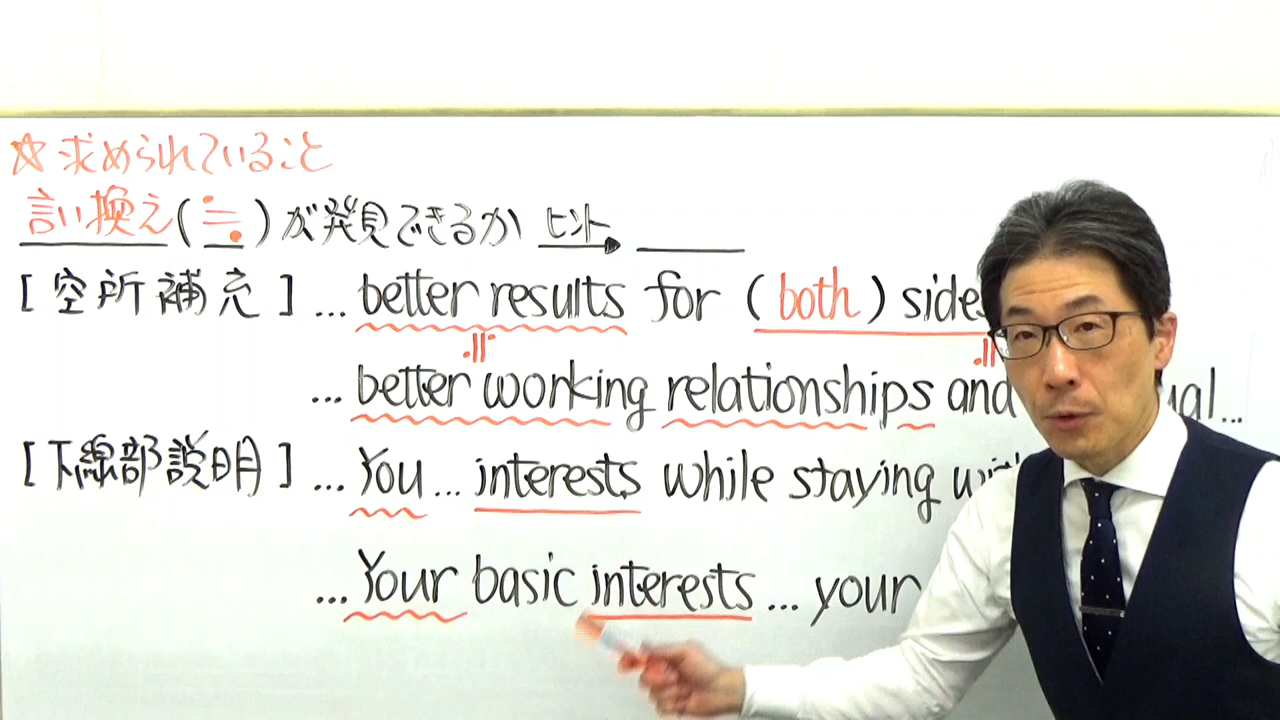 ☆求められていること
言い換え(≒)が発見できるか ヒント
[空所補充]...better results for (both) sides
...better working relationships and ual...
[下線部説明]...You...interests while staying
...Your basic interests...your